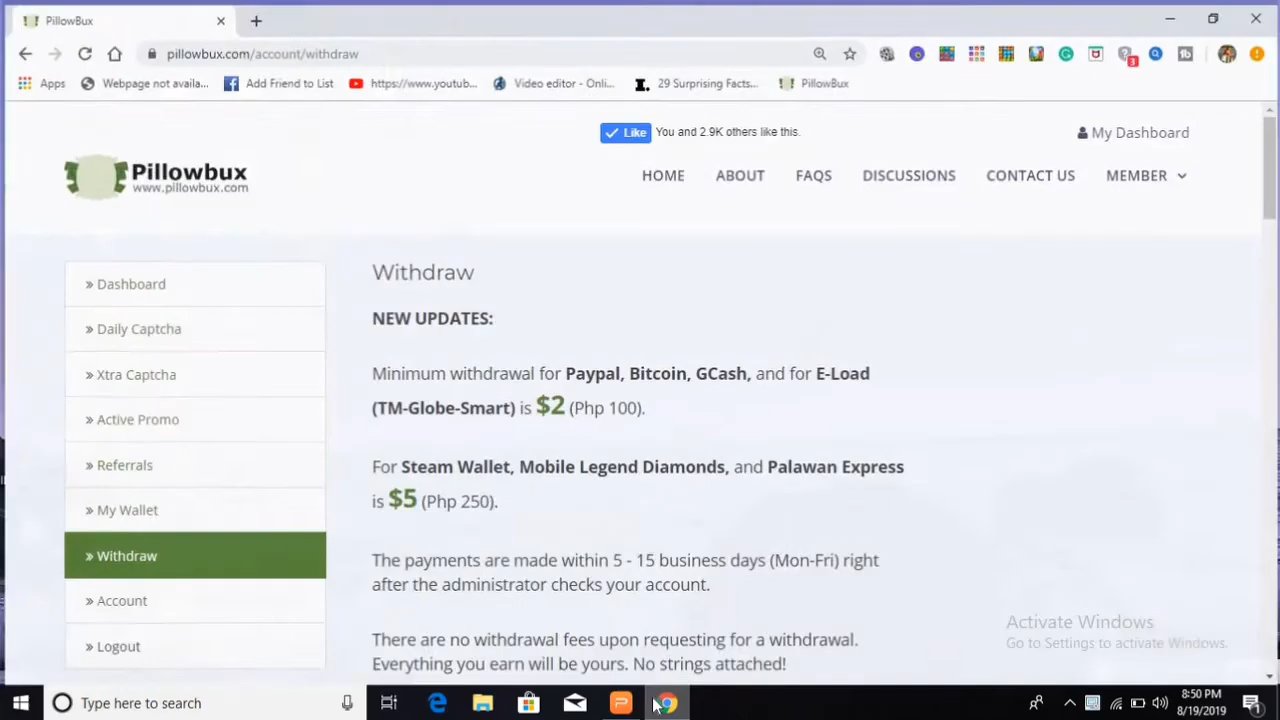 PillowBux
pillowbux.com/account/withdraw
Apps
Webpage not availa...
Add Friend to List
https://www.youtub...
Video editor - Onli...
29 Surprising Facts...
PillowBux
Like
You and 2.9K others like this.
My Dashboard
Pillowbux
www.pillowbux.com
HOME ABOUT FAQS DISCUSSIONS CONTACT US MEMBER
» Dashboard
» Daily Captcha
» Xtra Captcha
» Active Promo
» Referrals
» My Wallet
» Withdraw
» Account
» Logout
Withdraw
NEW UPDATES:
Minimum withdrawal for Paypal, Bitcoin, GCash, and for E-Load
(TM-Globe-Smart) is $2 (Php 100).
For Steam Wallet, Mobile Legend Diamonds, and Palawan Express
is $5 (Php 250).
The payments are made within 5 - 15 business days (Mon-Fri) right
after the administrator checks your account.
There are no withdrawal fees upon requesting for a withdrawal.
Everything you earn will be yours. No strings attached!
Activate Windows
Go to Settings to activate Windows.
Type here to search
8:50 PM
8/19/2019